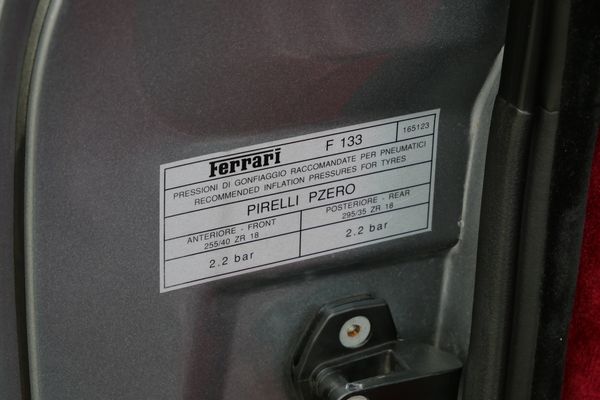 Ferrari F 133 165123
PRESSIONI DI GONFIAGGIO RACCOMANDATE PER PNEUMATICI
RECOMMENDED INFLATION PRESSURES FOR TYRES
PIRELLI PZERO
ANTERIORE - FRONT
255/40 ZR 18
POSTERIORE - REAR
295/35 ZR 18
2.2 bar
2.2 bar